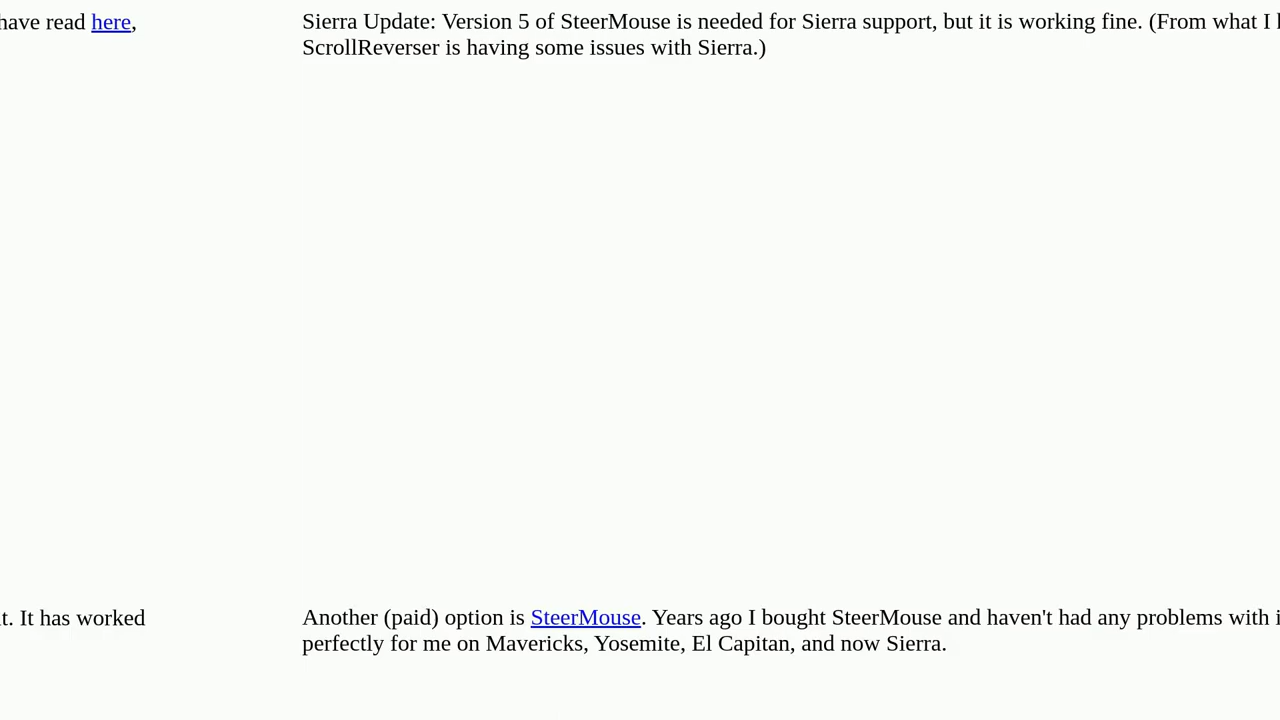 have read here,
Sierra Update: Version 5 of SteerMouse is needed for Sierra support, but it is working fine. (From what I
ScrollReverser is having some issues with Sierra.)
t. It has worked
Another (paid) option is SteerMouse. Years ago I bought SteerMouse and haven't had any problems with
perfectly for me on Mavericks, Yosemite, El Capitan, and now Sierra.